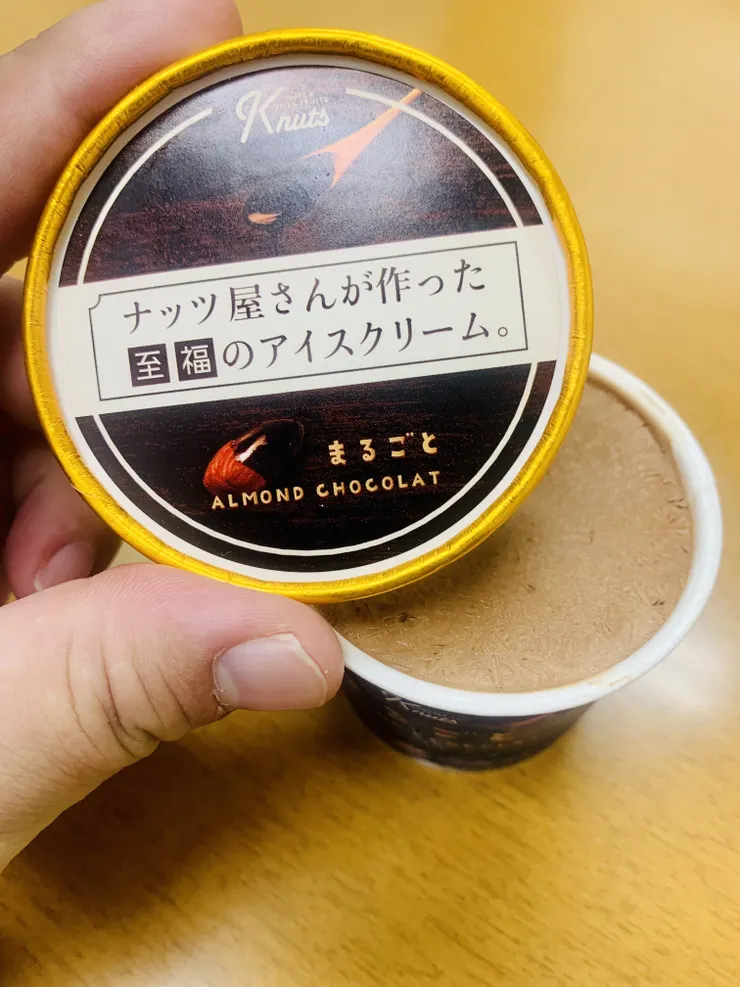 Knuts
ナッツ屋さんが作った
至福のアイスクリーム。
まるごと
ALMOND CHOCOLAT
Knuts